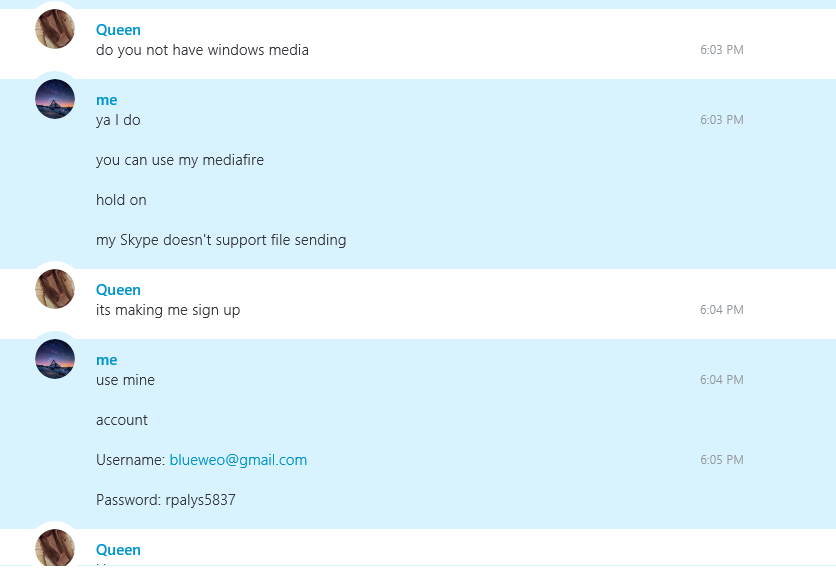 Queen
do you not have windows media 6:03 PM
me
ya I do 6:03 PM
you can use my mediafire
hold on
my Skype doesn't support file sending
Queen
its making me sign up 6:04 PM
me
use mine 6:04 PM
account
Username: blueweo@gmail.com 6:05 PM
Password: rpalys5837
Queen